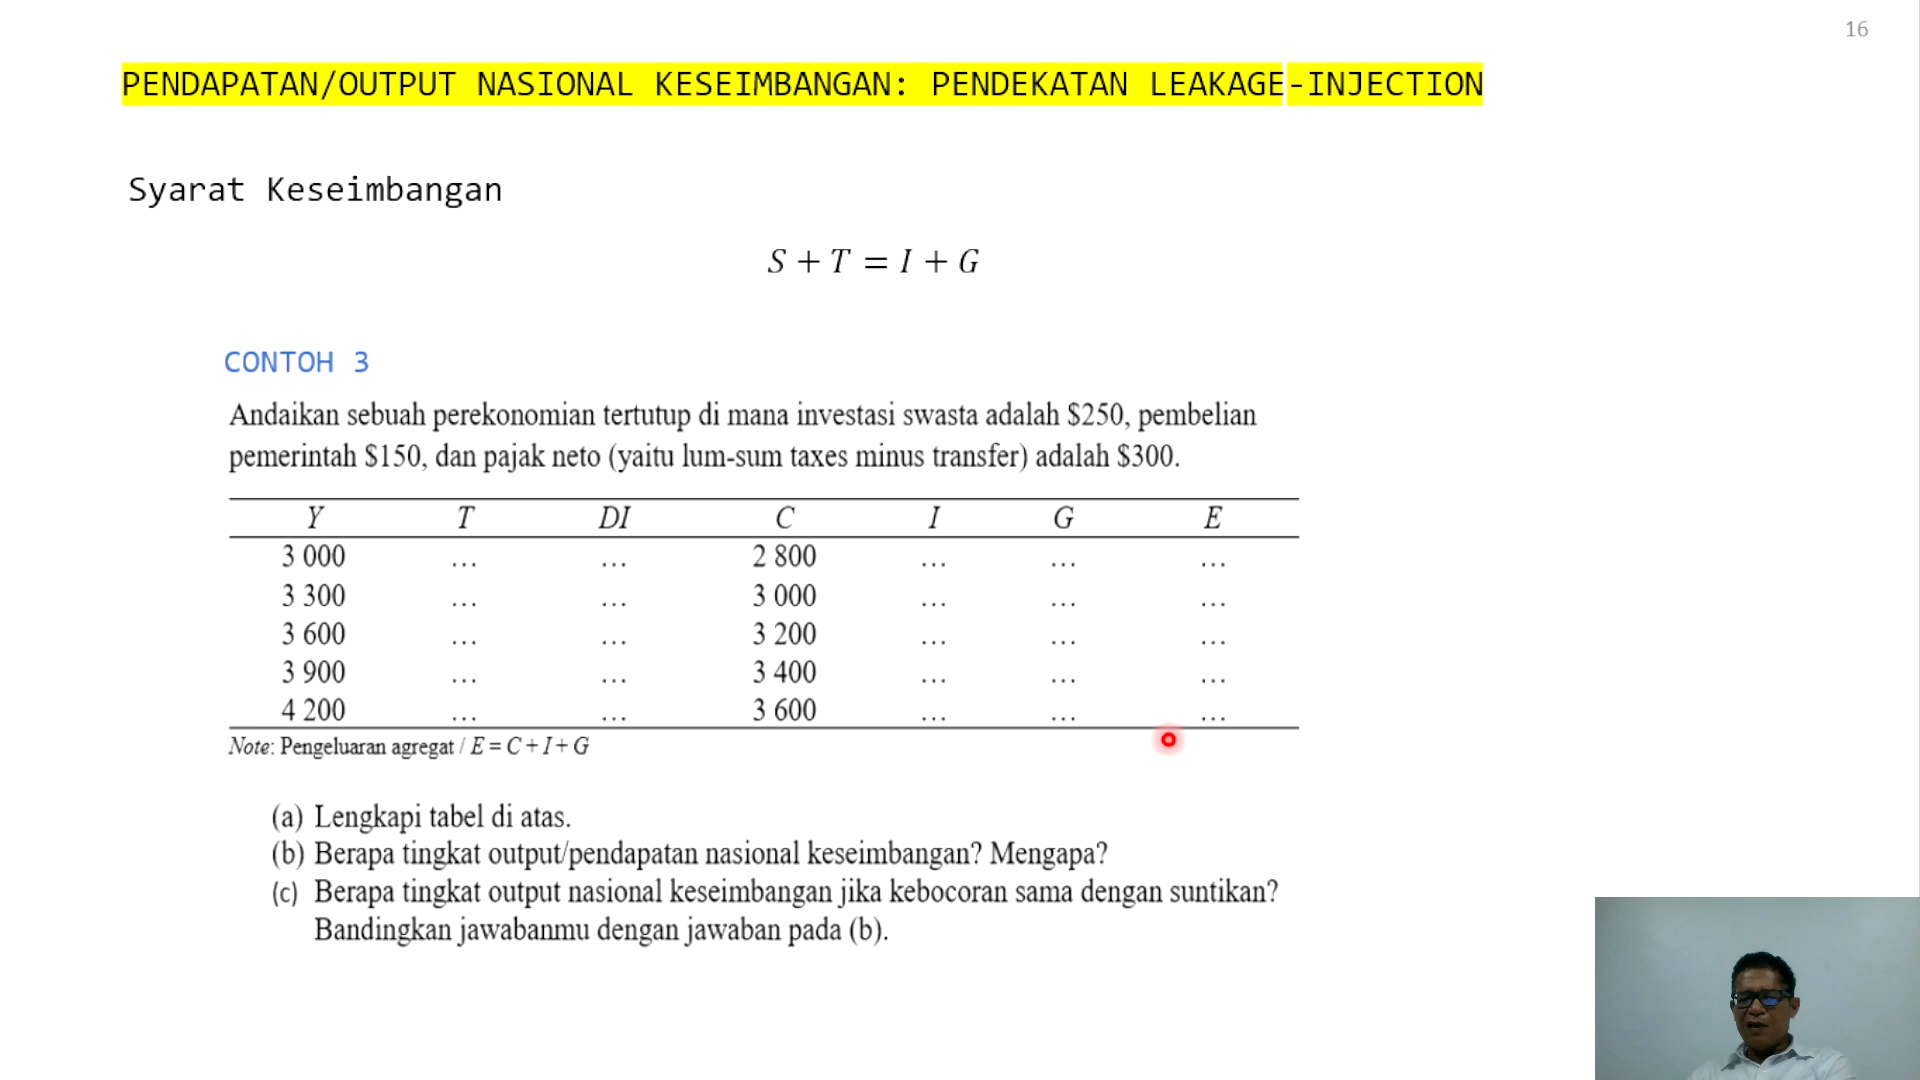 16
PENDAPATAN/OUTPUT NASIONAL KESEIMBANGAN: PENDEKATAN LEAKAGE-INJECTION
Syarat Keseimbangan
S + T = I + G
CONTOH 3
Andaikan sebuah perekonomian tertutup di mana investasi swasta adalah $250, pembelian
pemerintah $150, dan pajak neto (yaitu lum-sum taxes minus transfer) adalah $300.
Y T DI C I G E
3 000 ... ... 2 800 ... ... ...
3 300 ... ... 3 000 ... ... ...
3 600 ... ... 3 200 ... ... ...
3 900 ... ... 3 400 ... ... ...
4 200 ... ... 3 600 ... ... ...
Note: Pengeluaran agregat / E = C + I + G
(a) Lengkapi tabel di atas.
(b) Berapa tingkat output/pendapatan nasional keseimbangan? Mengapa?
(c) Berapa tingkat output nasional keseimbangan jika kebocoran sama dengan suntikan?
Bandingkan jawabanmu dengan jawaban pada (b).